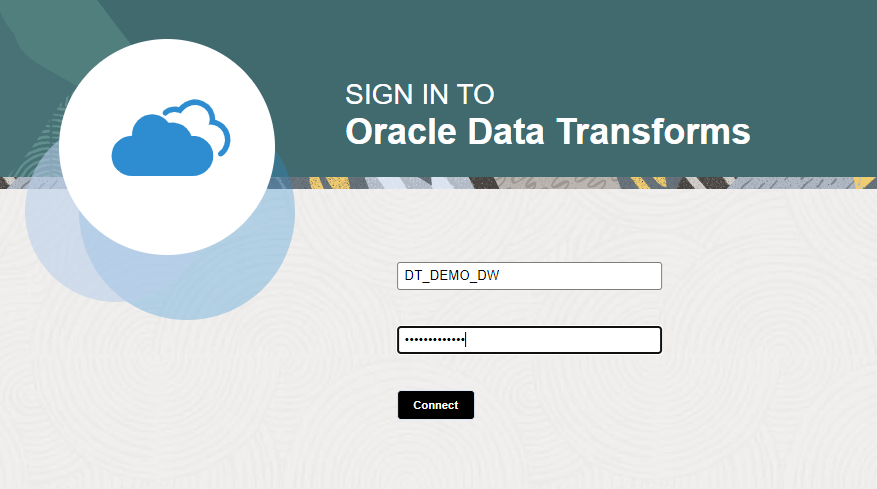 SIGN IN TO
Oracle Data Transforms
DT_DEMO_DW
•••••••••••••
Connect